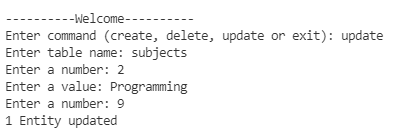 ----------Welcome----------
Enter command (create, delete, update or exit): update
Enter table name: subjects
Enter a number: 2
Enter a value: Programming
Enter a number: 9
1 Entity updated